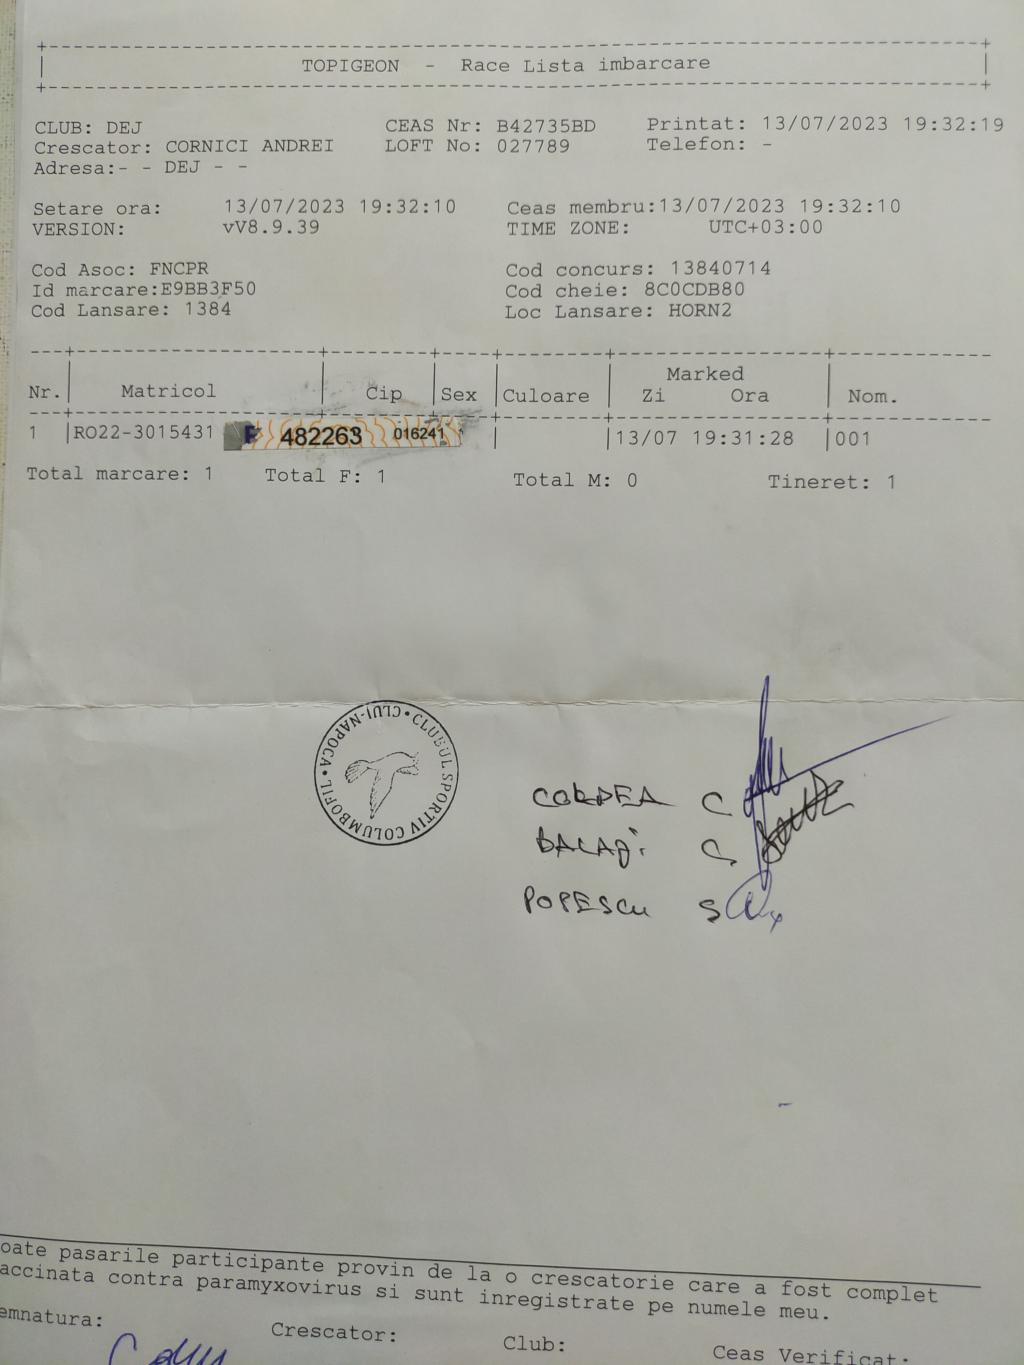 TOPIGEON - Race Lista imbarcare
CLUB: DEJ CEAS Nr: B42735BD Printat: 13/07/2023 19:32:19
Crescator: CORNICI ANDREI LOFT No: 027789 Telefon: -
Adresa:- - DEJ - -
Setare ora: 13/07/2023 19:32:10 Ceas membru:13/07/2023 19:32:10
VERSION: vV8.9.39 TIME ZONE: UTC+03:00
Cod Asoc: FNCPR Cod concurs: 13840714
Id marcare:E9BB3F50 Cod cheie: 8C0CDB80
Cod Lansare: 1384 Loc Lansare: HORN2
Marked
Nr. Matricol Cip Sex Culoare Zi Ora Nom.
1 RO22-3015431 F 482263 016241 13/07 19:31:28 001
Total marcare: 1 Total F: 1 Total M: 0 Tineret: 1
CLUBUL SPORTIV COLUMBOFIL • CLUJ-NAPOCA •
CORDEA C
BALAJI C
POPESCU S
oate pasarile participante provin de la o crescatorie care a fost complet
accinata contra paramyxovirus si sunt inregistrate pe numele meu.
emnatura: Crescator: Club: Ceas Verificat: